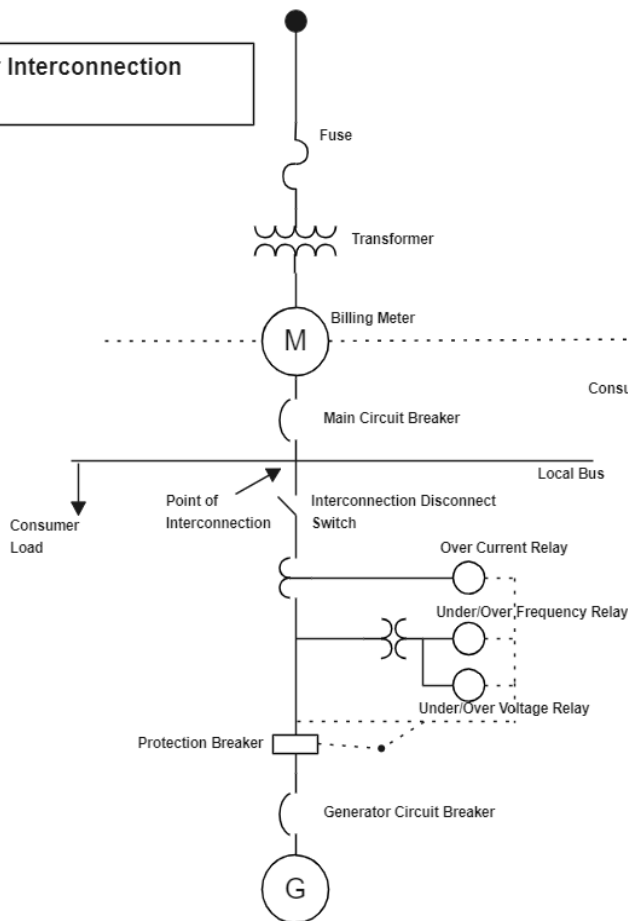 Interconnection
Fuse
Transformer
Billing Meter
M
Consu
Main Circuit Breaker
Local Bus
Point of
Interconnection
Interconnection Disconnect
Switch
Consumer
Load
Over Current Relay
Under/Over Frequency Relay
Under/Over Voltage Relay
Protection Breaker
Generator Circuit Breaker
G